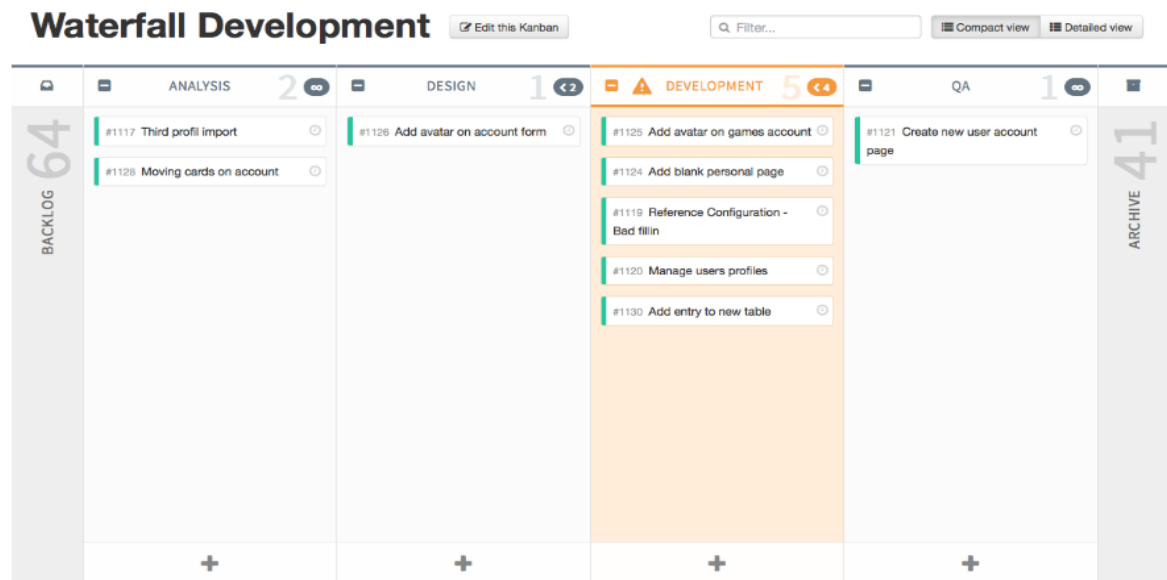 Waterfall Development
Edit this Kanban
Filter...
Compact view
Detailed view
ANALYSIS 2 ∞
DESIGN 1 <2
DEVELOPMENT 5 <4
QA 1 ∞
64
BACKLOG
#1117 Third profil import
#1128 Moving cards on account
#1126 Add avatar on account form
#1125 Add avatar on games account
#1124 Add blank personal page
#1119 Reference Configuration -
Bad fillin
#1120 Manage users profiles
#1130 Add entry to new table
#1121 Create new user account
page
41
ARCHIVE